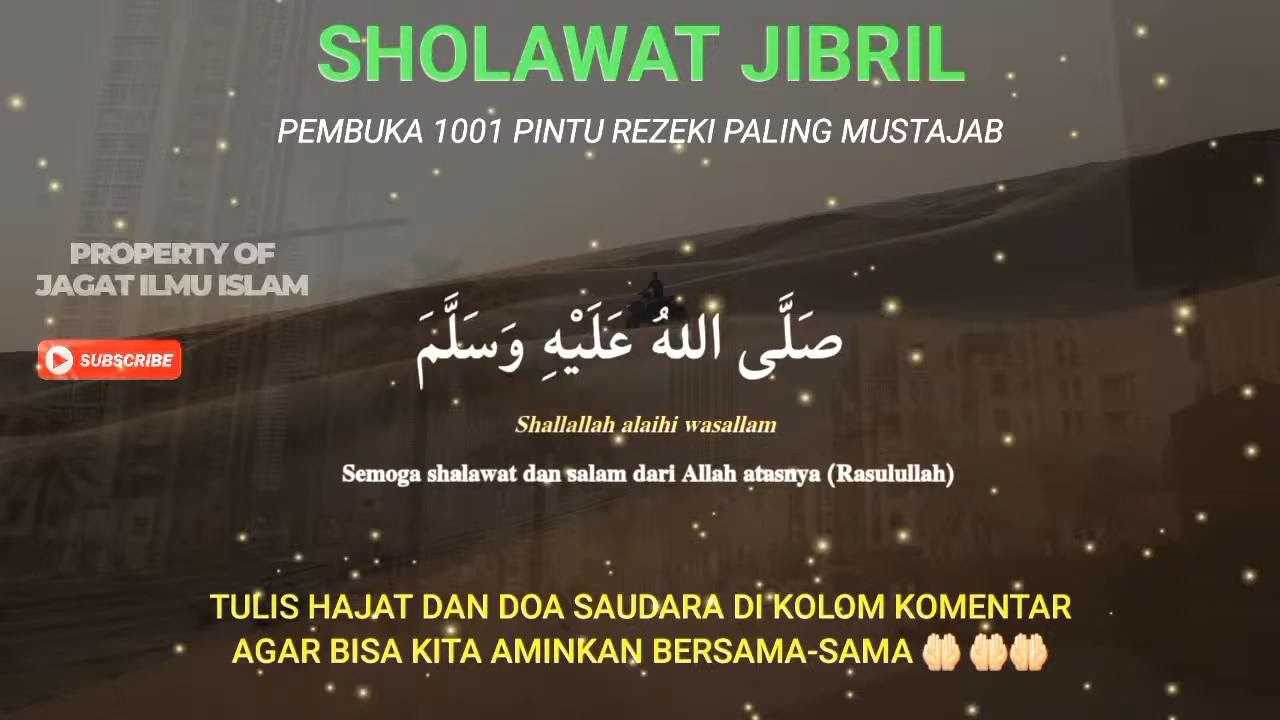 SHOLAWAT JIBRIL
PEMBUKA 1001 PINTU REZEKI PALING MUSTAJAB
PROPERTY OF
JAGAT ILMU ISLAM
صَلَّى اللهُ عَلَيْهِ وَسَلَّمَ
SUBSCRIBE
Shallallah alaihi wasallam
Semoga shalawat dan salam dari Allah atasnya (Rasulullah)
TULIS HAJAT DAN DOA SAUDARA DI KOLOM KOMENTAR
AGAR BISA KITA AMINKAN BERSAMA-SAMA 🤲🏻 🤲🏻🤲🏻